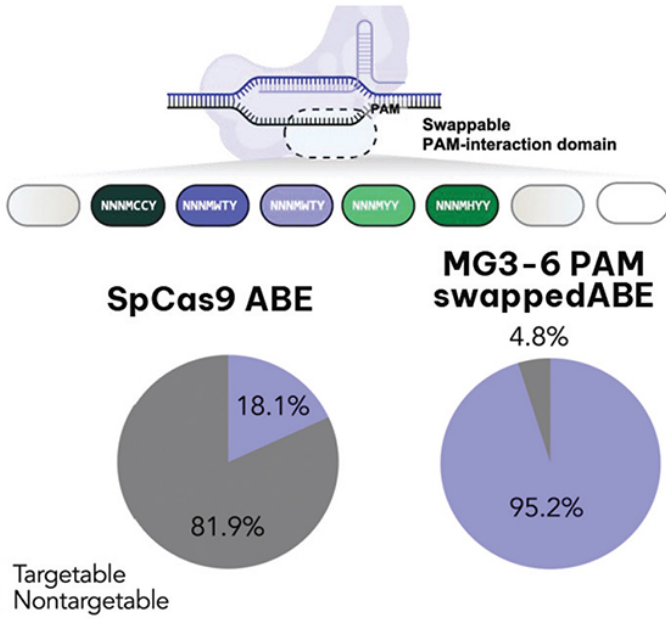 PAM
Swappable
PAM-interaction domain
NNNMCCY NNNMWTY NNNMWTY NNNMYY NNNMHYY
SpCas9 ABE
MG3-6 PAM
swappedABE
4.8%
18.1%
81.9%
95.2%
Targetable
Nontargetable